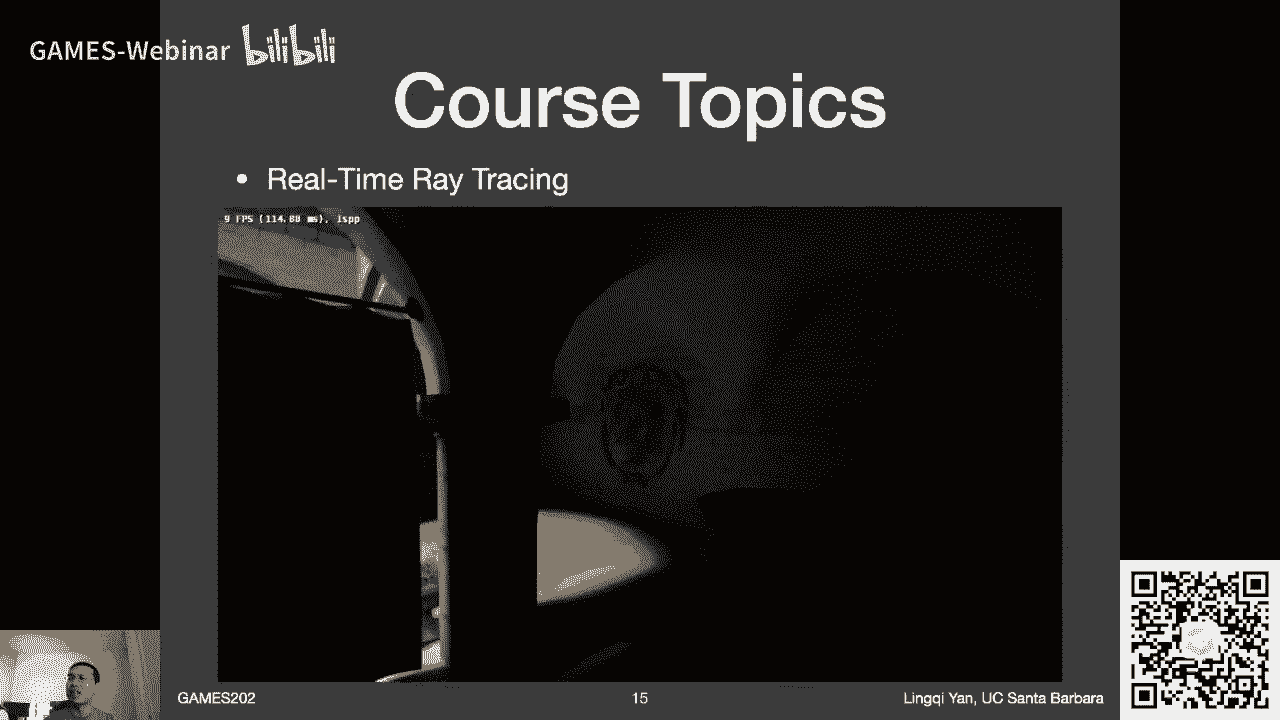 GAMES-Webinar bilibili
Course Topics
• Real-Time Ray Tracing
9 FPS (114.80 ms), 1spp
GAMES202
15
Lingqi Yan, UC Santa Barbara